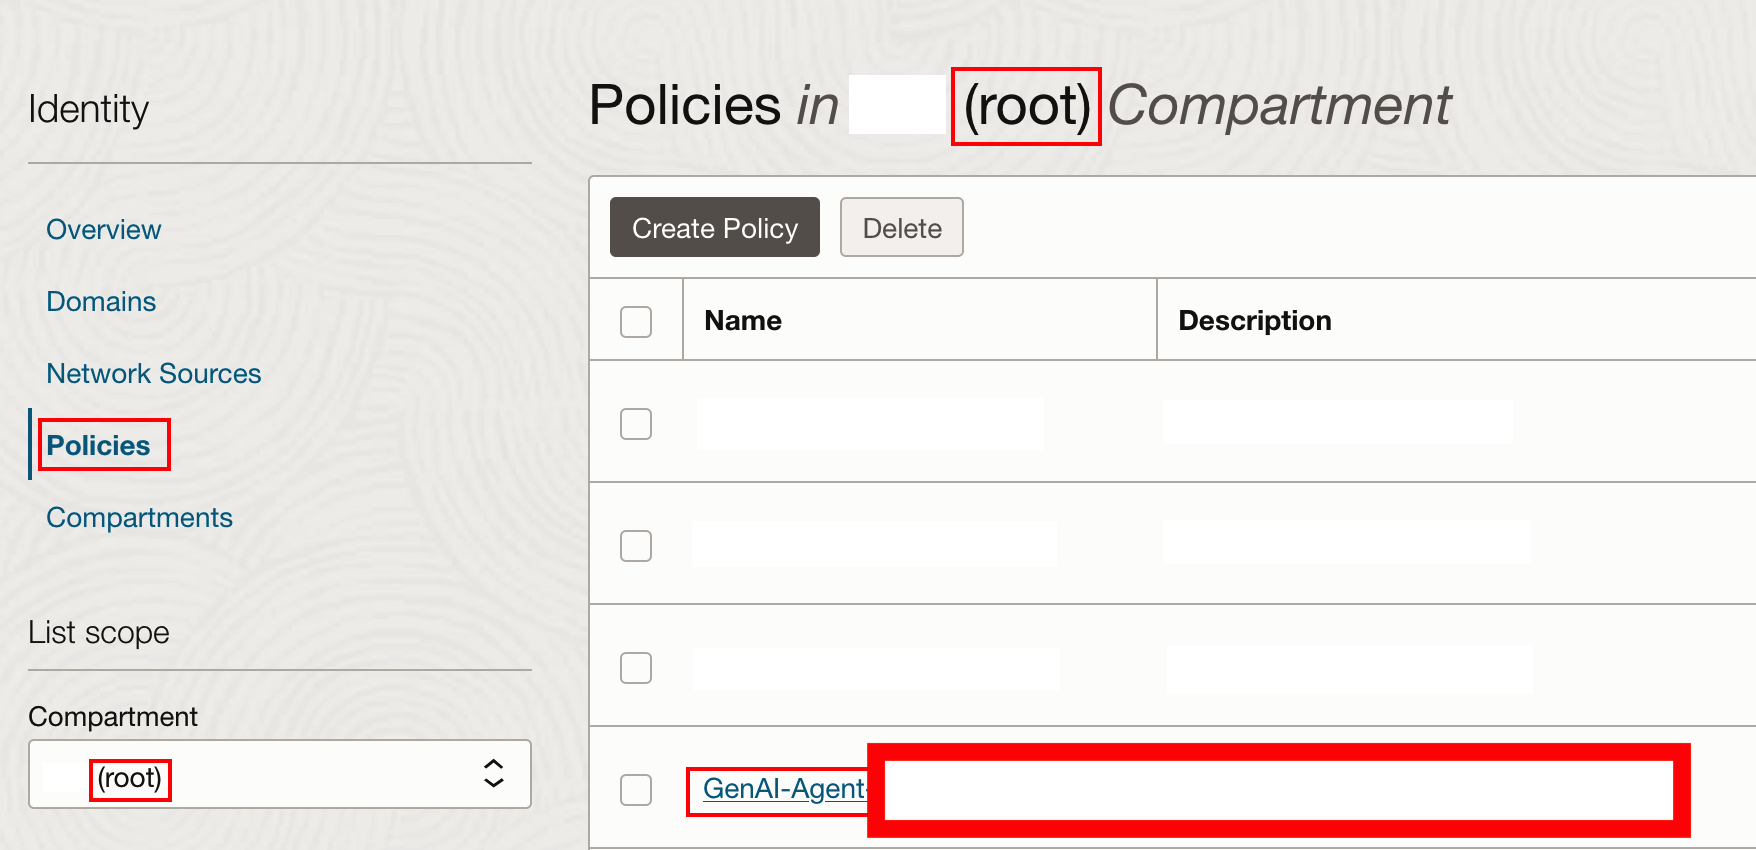 Identity
Overview
Domains
Network Sources
Policies
Compartments
List scope
Compartment
(root)
Policies in (root) Compartment
Create Policy
Delete
Name
Description
GenAI-Agent-